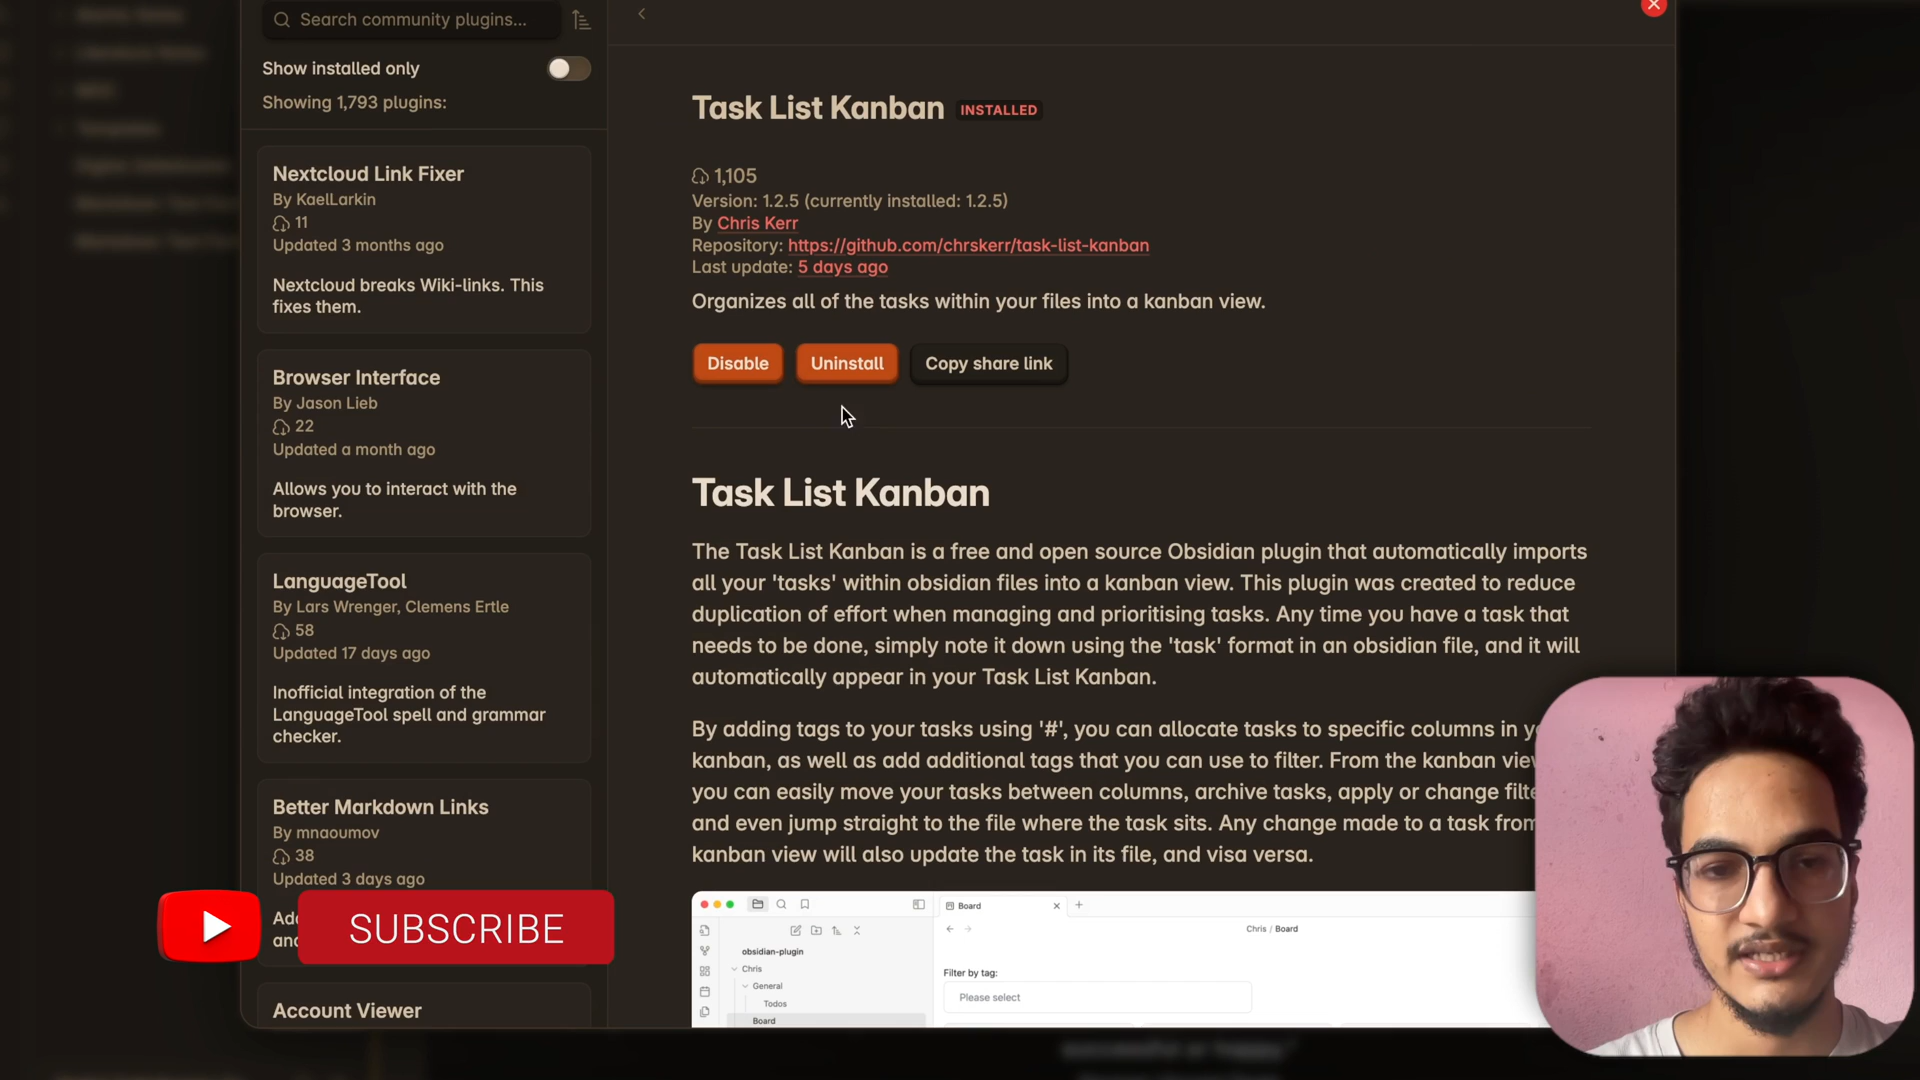 Search community plugins...
Show installed only
Showing 1,793 plugins:
Nextcloud Link Fixer
By KaelLarkin
11
Updated 3 months ago
Nextcloud breaks Wiki-links. This
fixes them.
Browser Interface
By Jason Lieb
22
Updated a month ago
Allows you to interact with the
browser.
LanguageTool
By Lars Wrenger, Clemens Ertle
58
Updated 17 days ago
Inofficial integration of the
LanguageTool spell and grammar
checker.
Better Markdown Links
By mnaoumov
38
Updated 3 days ago
SUBSCRIBE
Account Viewer
Task List Kanban INSTALLED
1,105
Version: 1.2.5 (currently installed: 1.2.5)
By Chris Kerr
Repository: https://github.com/chrskerr/task-list-kanban
Last update: 5 days ago
Organizes all of the tasks within your files into a kanban view.
Disable Uninstall Copy share link
Task List Kanban
The Task List Kanban is a free and open source Obsidian plugin that automatically imports
all your 'tasks' within obsidian files into a kanban view. This plugin was created to reduce
duplication of effort when managing and prioritising tasks. Any time you have a task that
needs to be done, simply note it down using the 'task' format in an obsidian file, and it will
automatically appear in your Task List Kanban.
By adding tags to your tasks using '#', you can allocate tasks to specific columns in
kanban, as well as add additional tags that you can use to filter. From the kanban
you can easily move your tasks between columns, archive tasks, apply or change
and even jump straight to the file where the task sits. Any change made to a task from
kanban view will also update the task in its file, and visa versa.
Board
obsidian-plugin
Chris
General
Todos
Board
Chris / Board
Filter by tag:
Please select